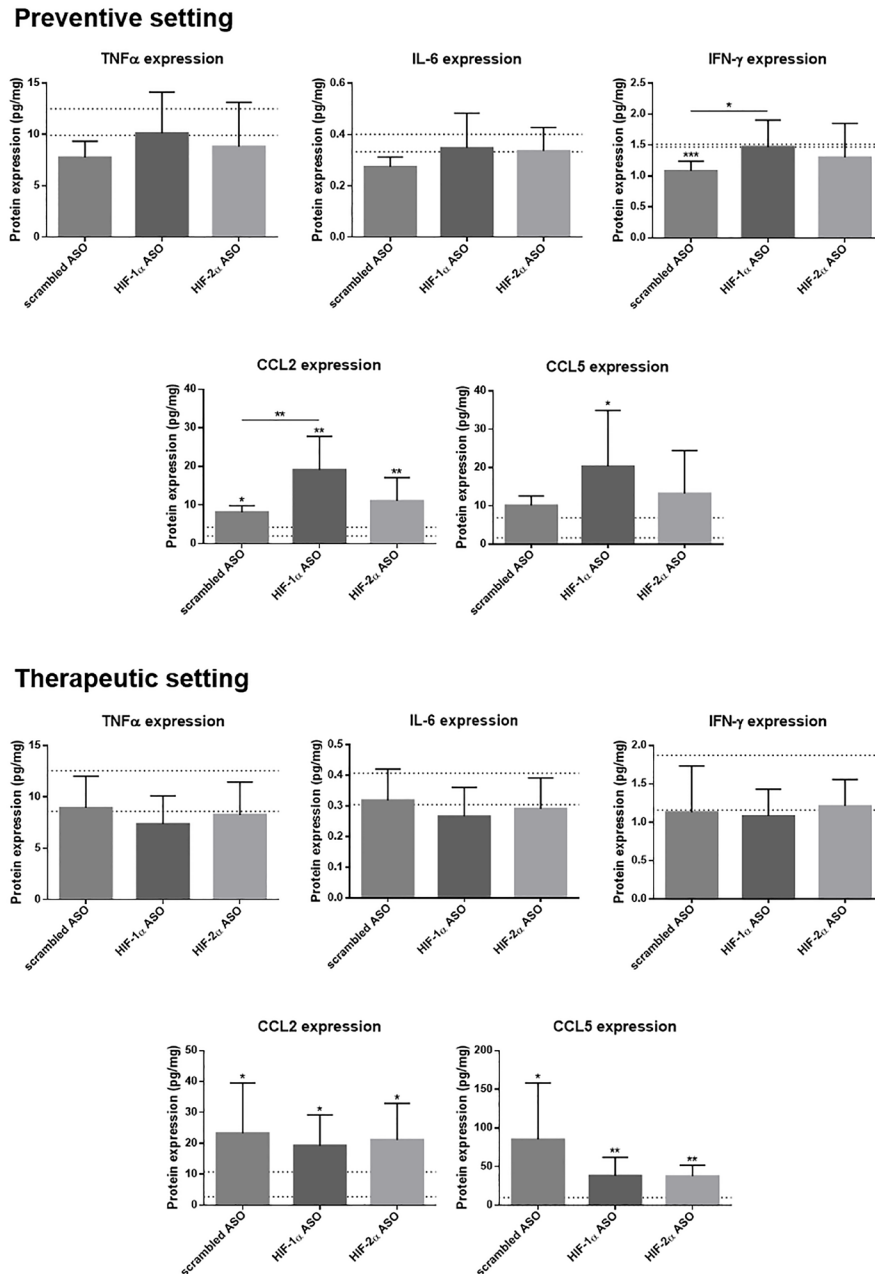 Preventive setting
TNFα expression
Protein expression (pg/mg)
15
10
5
0
scrambled ASO
HIF-1α ASO
HIF-2α ASO
IL-6 expression
Protein expression (pg/mg)
0.6
0.4
0.2
0.0
scrambled ASO
HIF-1α ASO
HIF-2α ASO
IFN-γ expression
Protein expression (pg/mg)
2.5
2.0
1.5
1.0
0.5
0.0
*
***
scrambled ASO
HIF-1α ASO
HIF-2α ASO
CCL2 expression
Protein expression (pg/mg)
40
30
20
10
0
**
*
**
**
scrambled ASO
HIF-1α ASO
HIF-2α ASO
CCL5 expression
Protein expression (pg/mg)
40
30
20
10
0
*
scrambled ASO
HIF-1α ASO
HIF-2α ASO
Therapeutic setting
TNFα expression
Protein expression (pg/mg)
15
10
5
0
scrambled ASO
HIF-1α ASO
HIF-2α ASO
IL-6 expression
Protein expression (pg/mg)
0.5
0.4
0.3
0.2
0.1
0.0
scrambled ASO
HIF-1α ASO
HIF-2α ASO
IFN-γ expression
Protein expression (pg/mg)
2.0
1.5
1.0
0.5
0.0
scrambled ASO
HIF-1α ASO
HIF-2α ASO
CCL2 expression
Protein expression (pg/mg)
50
40
30
20
10
0
*
*
*
scrambled ASO
HIF-1α ASO
HIF-2α ASO
CCL5 expression
Protein expression (pg/mg)
200
150
100
50
0
*
**
**
scrambled ASO
HIF-1α ASO
HIF-2α ASO